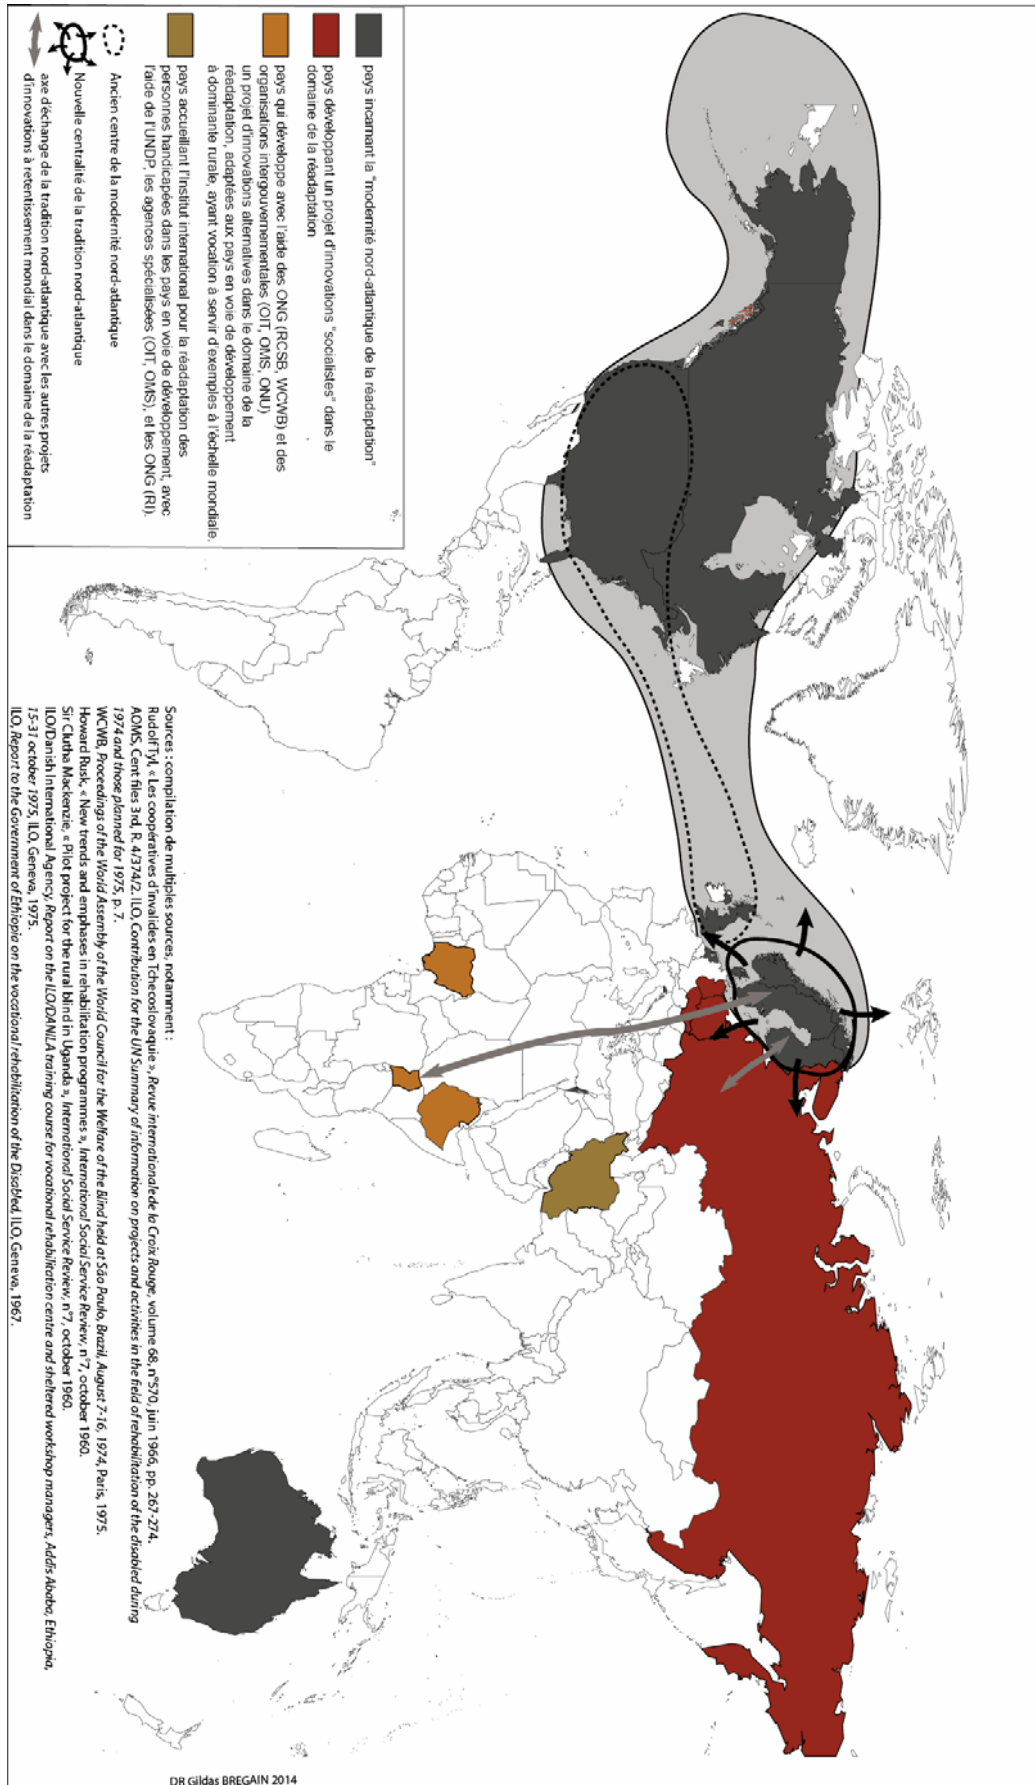 pays incarnant la "modernité nord-atlantique de la réadaptation"
pays développant un projet d'innovations "socialistes" dans le
domaine de la réadaptation
pays qui développe avec l'aide des ONG (RCSB, WCWB) et des
organisations intergouvernementales (OIT, OMS, ONU)
un projet d'innovations alternatives dans le domaine de la
réadaptation, adaptées aux pays en voie de développement
à dominante rurale, ayant vocation à servir d'exemples à l'échelle mondiale.
pays accueillant l'Institut international pour la réadaptation des
personnes handicapées dans les pays en voie de développement, avec
l'aide de l'UNDP, les agences spécialisées (OIT, OMS), et les ONG (RI).
Ancien centre de la modernité nord-atlantique
Nouvelle centralité de la tradition nord-atlantique
axe d'échange de la tradition nord-atlantique avec les autres projets
d'innovations à retentissement mondial dans le domaine de la réadaptation
Sources : compilation de multiples sources, notamment :
Rudolf Tyl, « Les coopératives d'invalides en Tchecoslovaquie », Revue internationale de la Croix Rouge, volume 68, n°570, juin 1966, pp. 267-274.
AOMS, Cent files 3rd, R. 4/374/2. ILO, Contribution for the UN Summary of information on projects and activities in the field of rehabilitation of the disabled during
1974 and those planned for 1975, p. 7.
WCWB, Proceedings of the World Assembly of the World Council for the Welfare of the Blind held at São Paulo, Brazil, August 7-16, 1974, Paris, 1975.
Howard Rusk, « New trends and emphases in rehabilitation programmes », International Social Service Review, n°7, october 1960.
Sir Clutha Mackenzie, « Pilot project for the rural blind in Uganda », International Social Service Review, n°7, october 1960.
ILO/Danish International Agency, Report on the ILO/DANILA training course for vocational rehabilitation centre and sheltered workshop managers, Addis Ababa, Ethiopia,
15-31 october 1975, ILO, Geneva, 1975.
ILO, Report to the Government of Ethiopia on the vocational rehabilitation of the Disabled, ILO, Geneva, 1967.
DR Gildas BREGAIN 2014